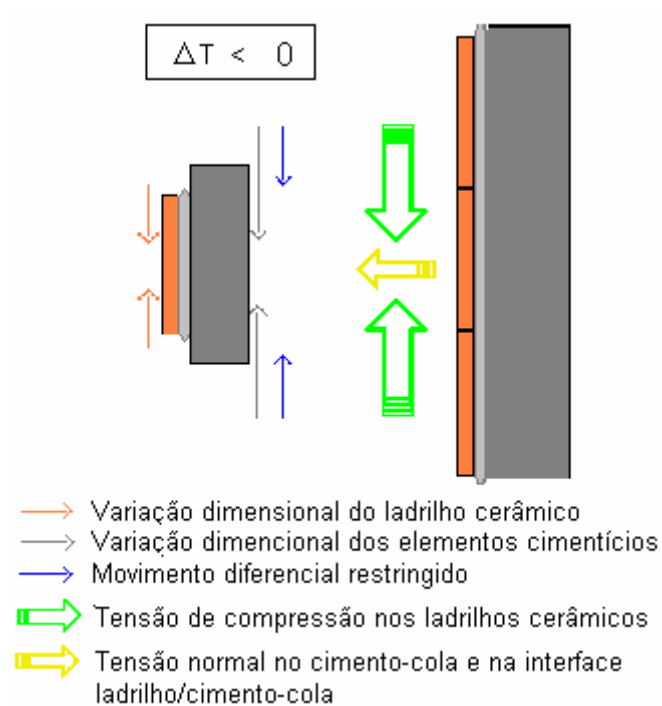 ΔT < 0
Variação dimensional do ladrilho cerâmico
Variação dimencional dos elementos cimentícios
Movimento diferencial restringido
Tensão de compressão nos ladrilhos cerâmicos
Tensão normal no cimento-cola e na interface
ladrilho/cimento-cola